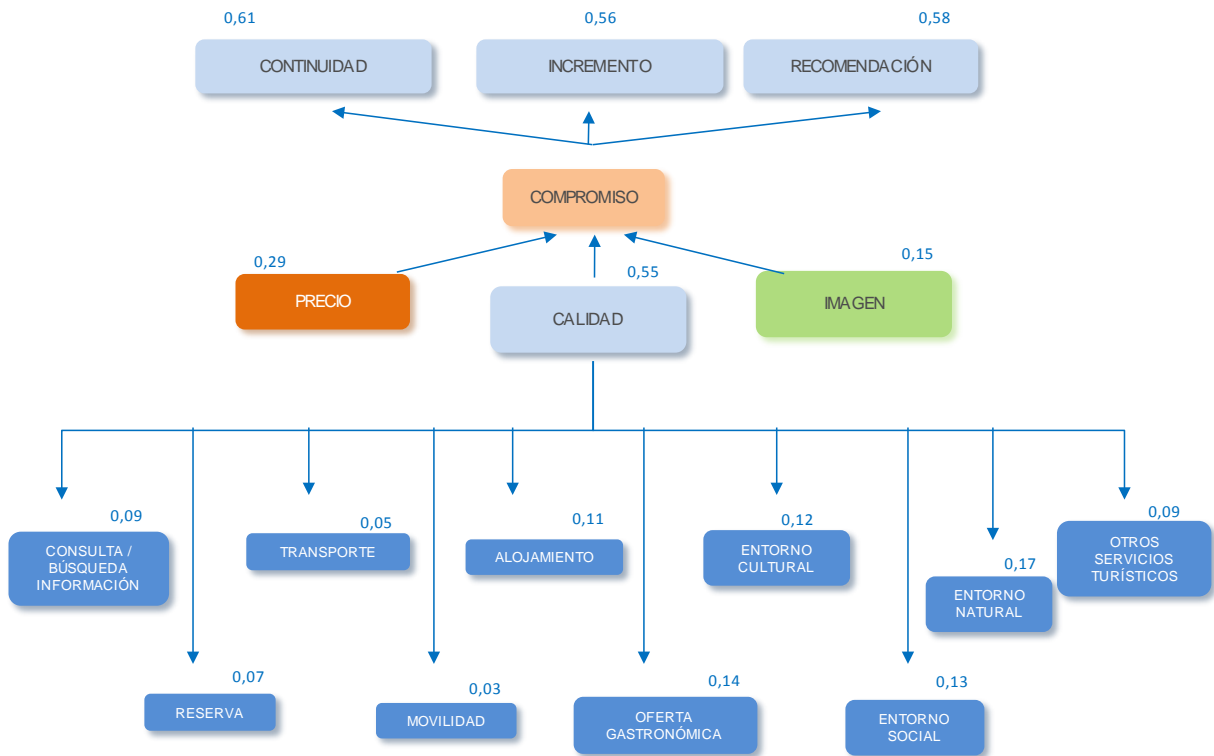 0,61
0,56
0,58
CONTINUIDAD
INCREMENTO
RECOMENDACIÓN
COMPROMISO
0,29
0,55
0,15
PRECIO
CALIDAD
IMAGEN
0,09
CONSULTA /
BÚSQUEDA
INFORMACIÓN
0,05
TRANSPORTE
0,11
ALOJAMIENTO
0,12
ENTORNO
CULTURAL
0,17
ENTORNO
NATURAL
0,09
OTROS
SERVICIOS
TURÍSTICOS
0,07
RESERVA
0,03
MOVILIDAD
0,14
OFERTA
GASTRONÓMICA
0,13
ENTORNO
SOCIAL